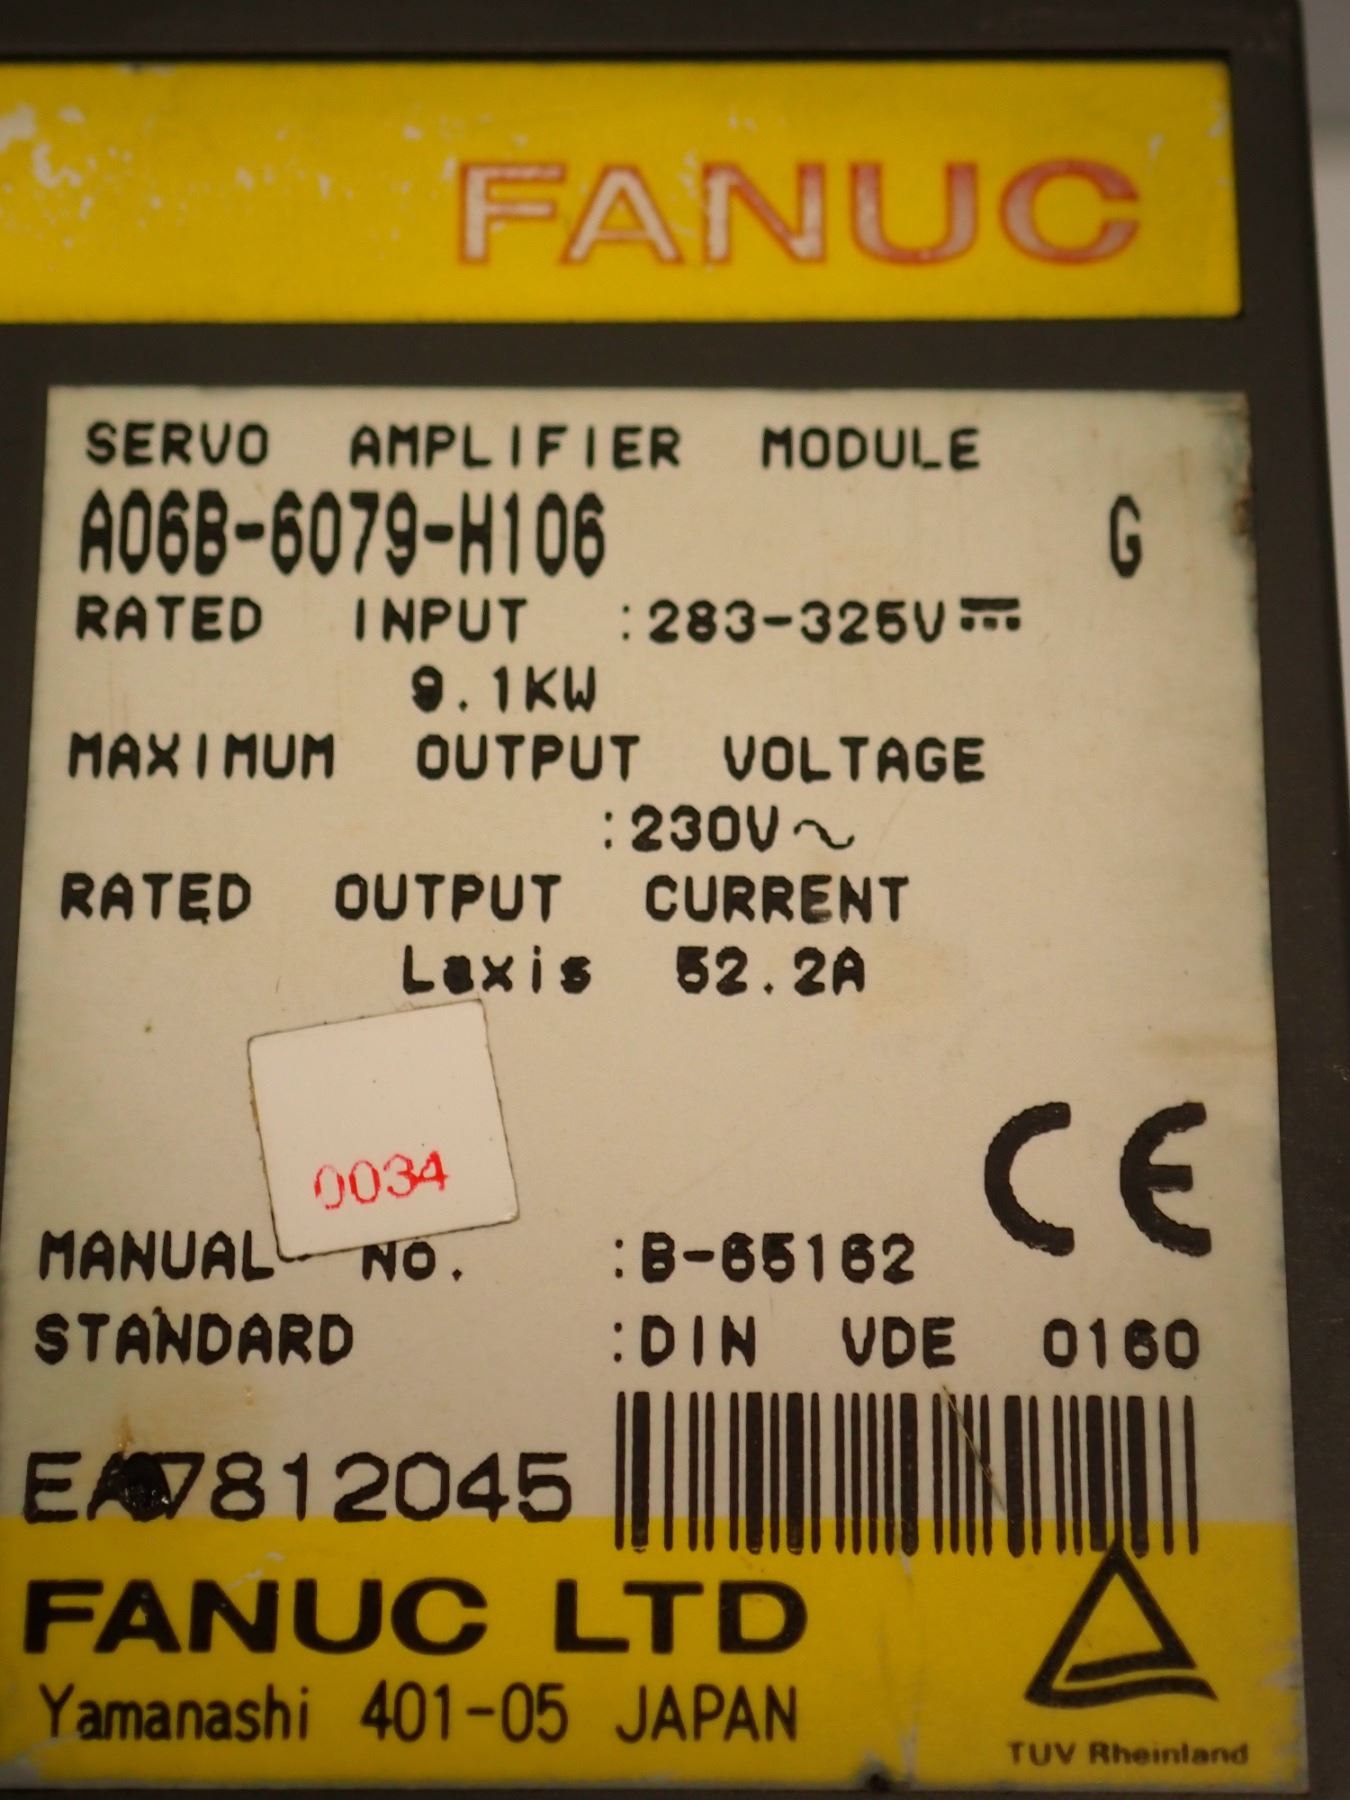 FANUC
SERVO AMPLIFIER MODULE
A06B-6079-H106 G
RATED INPUT :283-325V⎓
9.1KW
MAXIMUM OUTPUT VOLTAGE
:230V~
RATED OUTPUT CURRENT
Laxis 52.2A
0034
CE
MANUAL No. :B-65162
STANDARD :DIN VDE 0160
EA7812045
FANUC LTD
Yamanashi 401-05 JAPAN
TUV Rheinland